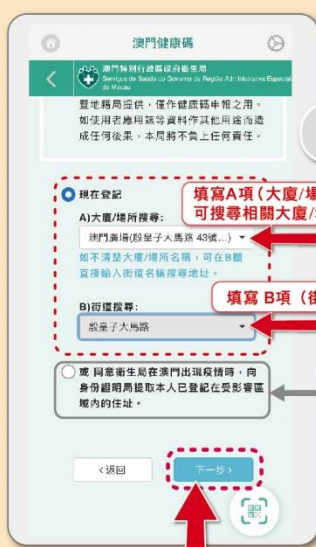 澳門健康碼
澳門特別行政區政府衛生局
Serviços de Saúde do Governo da Região Administrativa Especial
de Macau
暨地籍局提供,僅作健康碼申報之用。
如使用者應用該等資料作其他用途而造
成任何後果,本局將不負上任何責任。
現在登記
填寫A項(大廈/場
可搜尋相關大廈/
A)大廈/場所搜尋:
澳門廣場(殷皇子大馬路 43號...)
如不清楚大廈/場所名稱,可在B欄
直接輸入街道名稱搜尋地址。
填寫 B項(街
B)街道搜尋:
殷皇子大馬路
或 同意衛生局在澳門出現疫情時,向
身份證明局提取本人已登記在受影響區
域內的住址。
<返回
下一步>